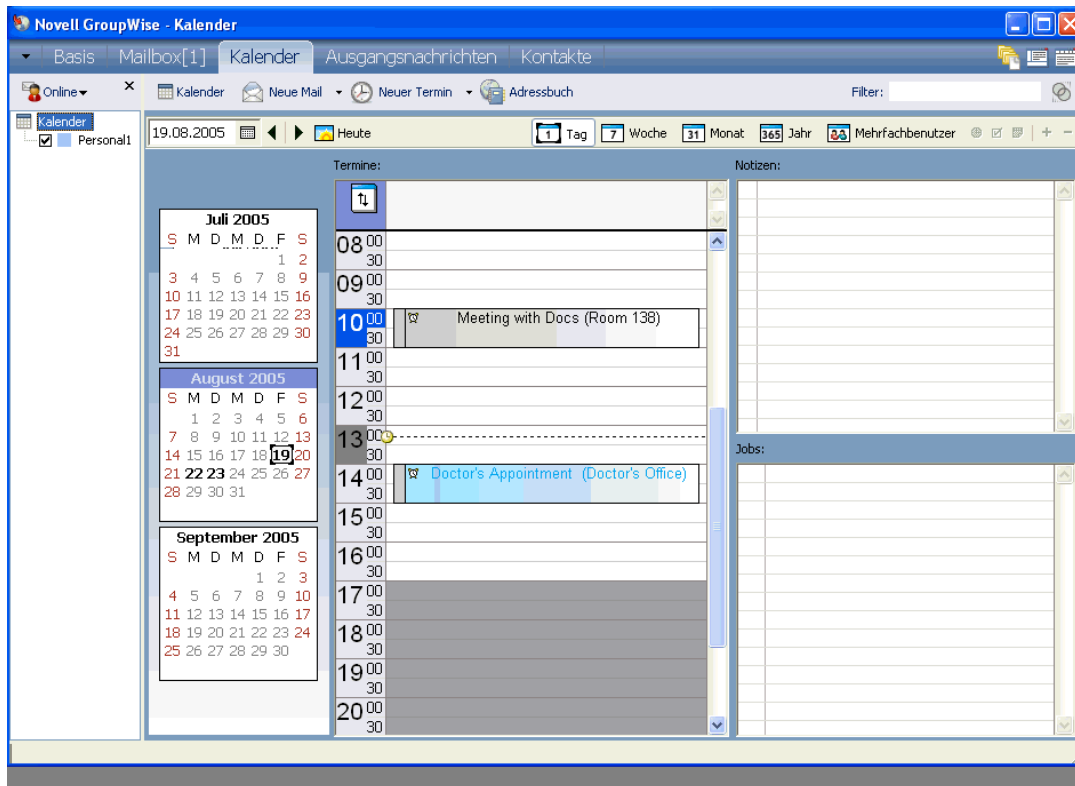 Novell GroupWise - Kalender
Basis Mailbox[1] Kalender Ausgangsnachrichten Kontakte
Online Kalender Neue Mail Neuer Termin Adressbuch Filter:
Kalender
Personal1
19.08.2005 Heute 1 Tag 7 Woche 31 Monat 365 Jahr Mehrfachbenutzer
Termine:
Notizen:
Juli 2005
S M D M D F S
1 2
3 4 5 6 7 8 9
10 11 12 13 14 15 16
17 18 19 20 21 22 23
24 25 26 27 28 29 30
31
August 2005
S M D M D F S
1 2 3 4 5 6
7 8 9 10 11 12 13
14 15 16 17 18 19 20
21 22 23 24 25 26 27
28 29 30 31
September 2005
S M D M D F S
1 2 3
4 5 6 7 8 9 10
11 12 13 14 15 16 17
18 19 20 21 22 23 24
25 26 27 28 29 30
08 00
30
09 00
30
10 00 Meeting with Docs (Room 138)
30
11 00
30
12 00
30
13 00
30
14 00 Doctor's Appointment (Doctor's Office)
30
15 00
30
16 00
30
17 00
30
18 00
30
19 00
30
20 00
30
Jobs: